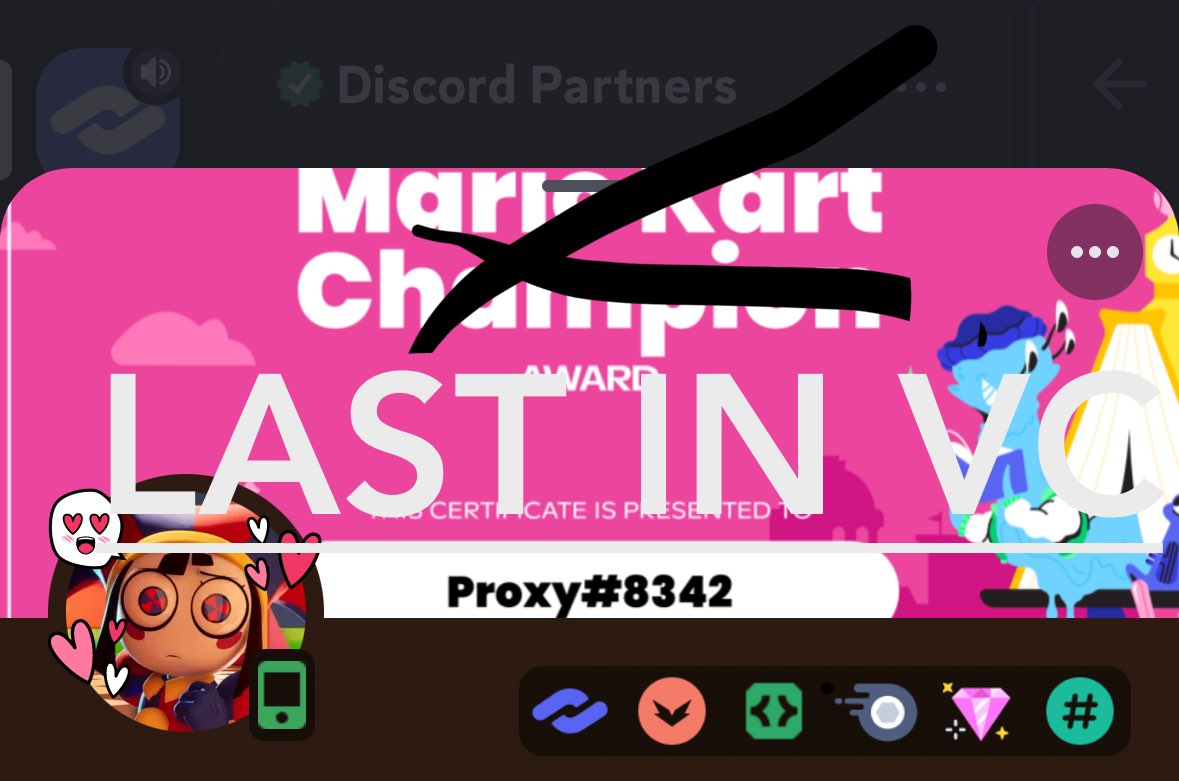 Discord Partners
Mario Kart
Champion
AWARD
LAST IN VC
THIS CERTIFICATE IS PRESENTED TO
Proxy#8342